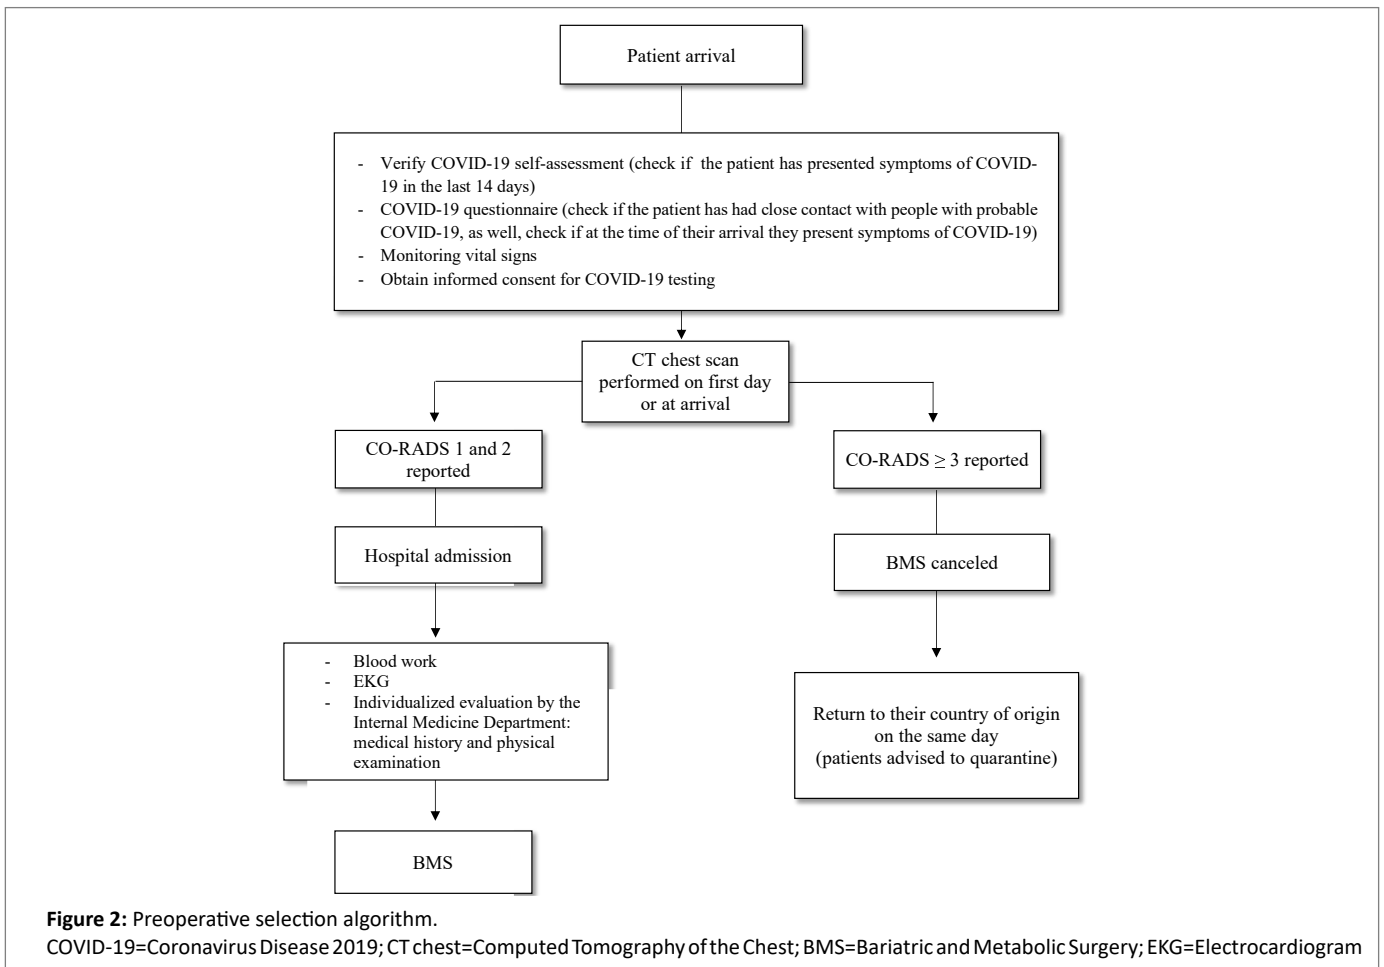 Patient arrival
- Verify COVID-19 self-assessment (check if the patient has presented symptoms of COVID-
19 in the last 14 days)
- COVID-19 questionnaire (check if the patient has had close contact with people with probable
COVID-19, as well, check if at the time of their arrival they present symptoms of COVID-19)
- Monitoring vital signs
- Obtain informed consent for COVID-19 testing
CT chest scan
performed on first day
or at arrival
CO-RADS 1 and 2
reported
Hospital admission
- Blood work
- EKG
- Individualized evaluation by the
Internal Medicine Department:
medical history and physical
examination
BMS
CO-RADS ≥ 3 reported
BMS canceled
Return to their country of origin
on the same day
(patients advised to quarantine)
Figure 2: Preoperative selection algorithm.
COVID-19=Coronavirus Disease 2019; CT chest=Computed Tomography of the Chest; BMS=Bariatric and Metabolic Surgery; EKG=Electrocardiogram